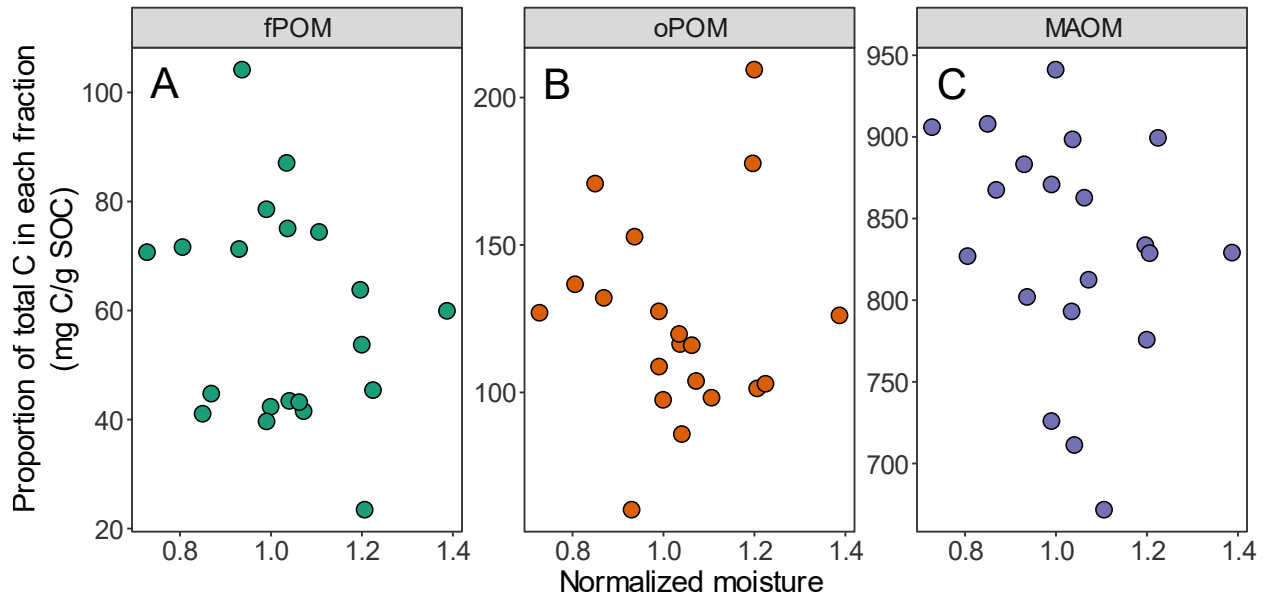 Proportion of total C in each fraction
(mg C/g SOC)
fPOM
oPOM
MAOM
A
B
C
100
80
60
40
20
200
150
100
950
900
850
800
750
700
0.8 1.0 1.2 1.4
0.8 1.0 1.2 1.4
0.8 1.0 1.2 1.4
Normalized moisture